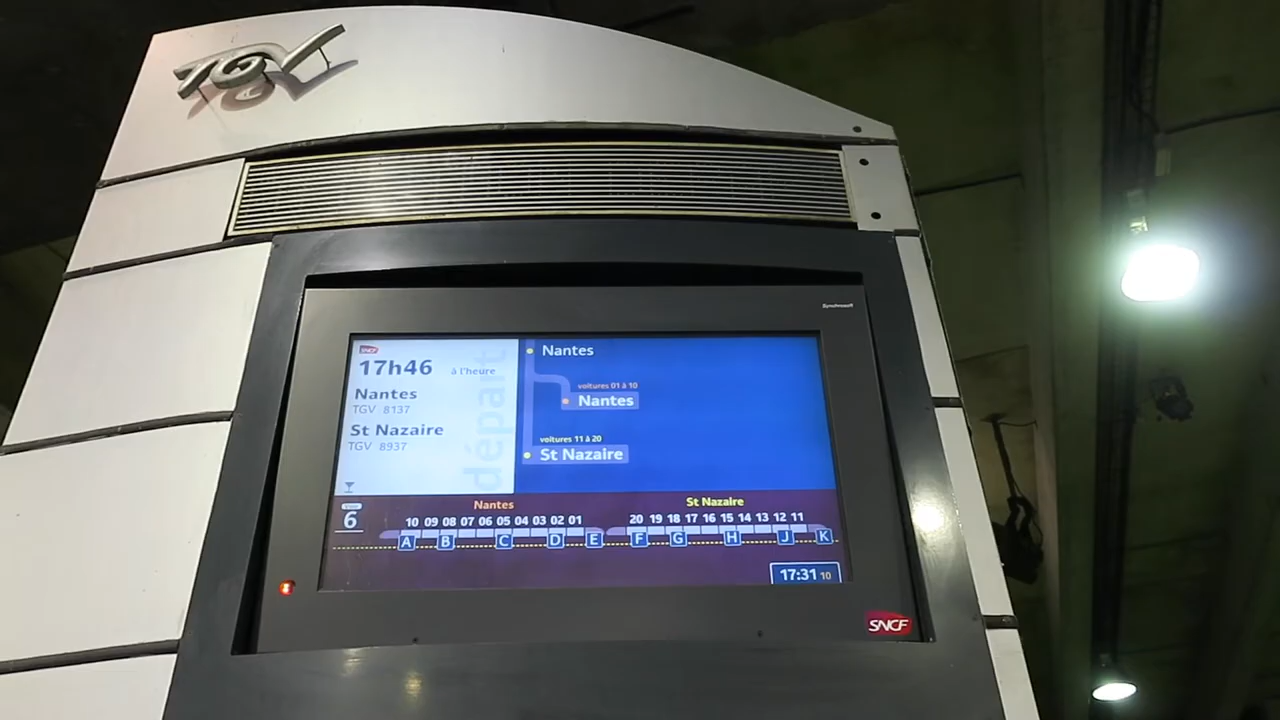 TGV
Synchronsoft
SNCF
17h46 à l'heure
Nantes
TGV 8137
St Nazaire
TGV 8937
départ
Nantes
voitures 01 à 10
Nantes
voitures 11 à 20
St Nazaire
6
Nantes
St Nazaire
10 09 08 07 06 05 04 03 02 01
20 19 18 17 16 15 14 13 12 11
A B C D E F G H J K
17:31 10
SNCF